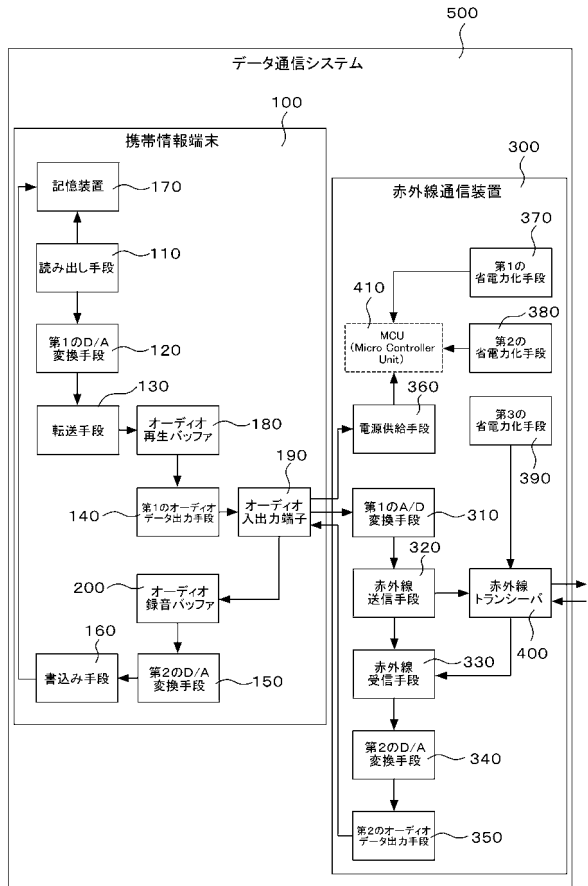 500
データ通信システム
100
携帯情報端末
記憶装置
170
110
読み出し手段
第1のD/A
変換手段
120
130
転送手段
オーディオ
再生バッファ
180
140
第1のオーディオ
データ出力手段
190
オーディオ
入出力端子
200
オーディオ
録音バッファ
160
書込み手段
第2のD/A
変換手段
150
300
赤外線通信装置
370
第1の
省電力化手段
410
MCU
(Micro Controller
Unit)
380
第2の
省電力化手段
360
電源供給手段
第3の
省電力化手段
390
第1のA/D
変換手段
310
320
赤外線
送信手段
赤外線
トランシーバ
400
赤外線
受信手段
330
第2のD/A
変換手段
340
第2のオーディオ
データ出力手段
350